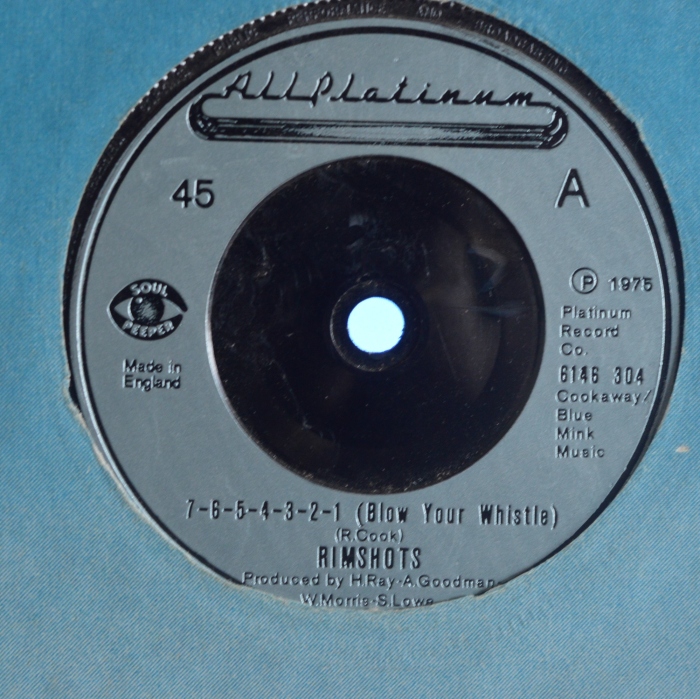 AllPlatinum
45
A
SOUL
PEEPER
Made in
England
Ⓟ 1975
Platinum
Record
Co.
6146 304
Cookaway/
Blue
Mink
Music
7-6-5-4-3-2-1 (Blow Your Whistle)
(R.Cook)
RIMSHOTS
Produced by H.Ray·A.Goodman
W.Morris·S.Lowe